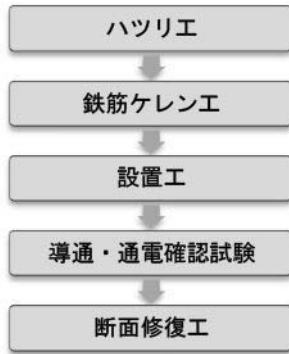 ハツリ工
鉄筋ケレン工
設置工
導通・通電確認試験
断面修復工